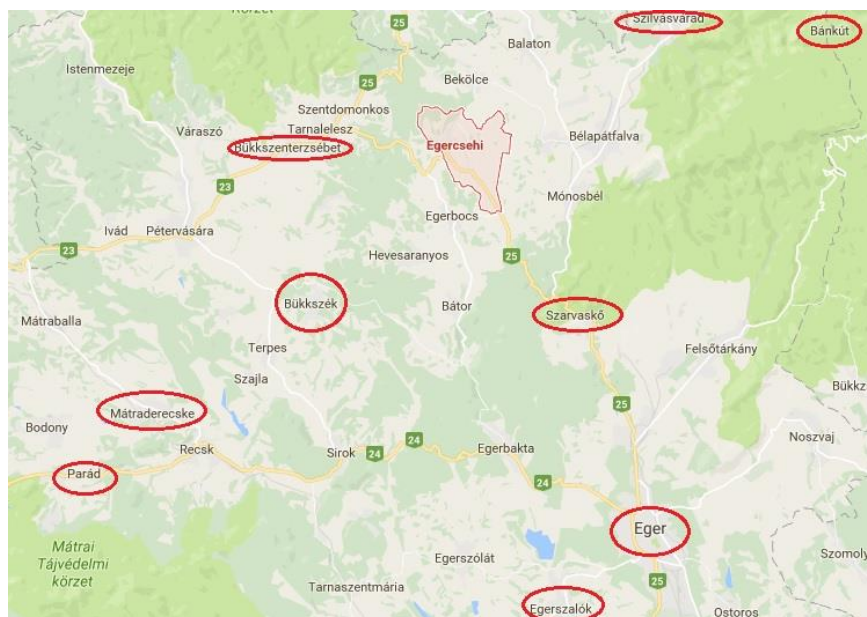 Körzet
25
Szilvásvárad
Bánkút
Balaton
Istenmezeje
25
Bekölce
Szentdomonkos
Váraszó
Tarnalelesz
Bélapátfalva
Bükkszenterzsébet
Egercsehi
23
Mónosbél
Egerbocs
Ivád
Pétervására
23
Hevesaranyos
25
Bükkszék
Bátor
Szarvaskő
Mátraballa
Terpes
Felsőtárkány
Szajla
Bükkz
25
Mátraderecske
Bodony
Noszvaj
Recsk
Sirok
24
24
Egerbakta
Parád
24
Eger
Mátrai
Tájvédelmi
körzet
Egerszólát
Szomoly
25
Tarnaszentmária
Egerszalók
Ostoros